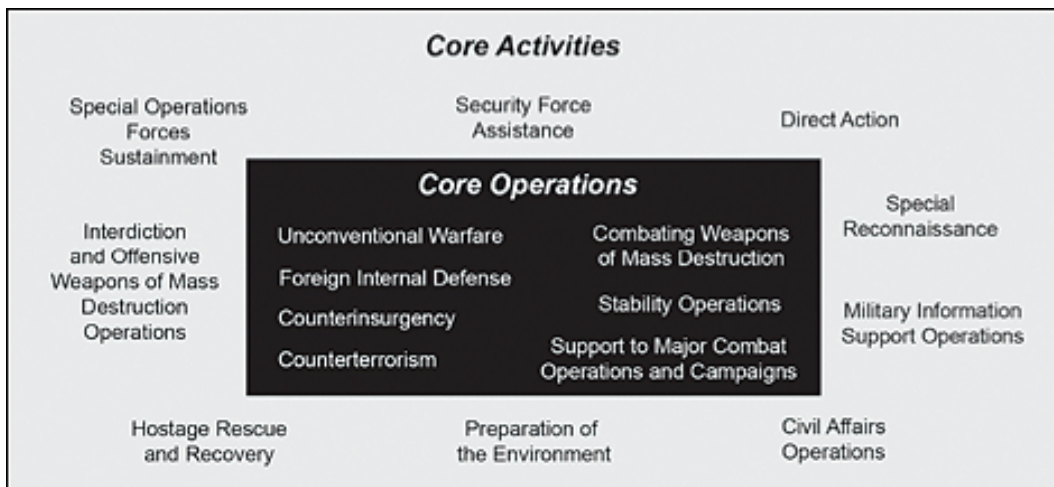 Core Activities
Special Operations
Forces
Sustainment
Security Force
Assistance
Direct Action
Core Operations
Unconventional Warfare
Foreign Internal Defense
Counterinsurgency
Counterterrorism
Combating Weapons
of Mass Destruction
Stability Operations
Support to Major Combat
Operations and Campaigns
Interdiction
and Offensive
Weapons of Mass
Destruction
Operations
Special
Reconnaissance
Military Information
Support Operations
Hostage Rescue
and Recovery
Preparation of
the Environment
Civil Affairs
Operations